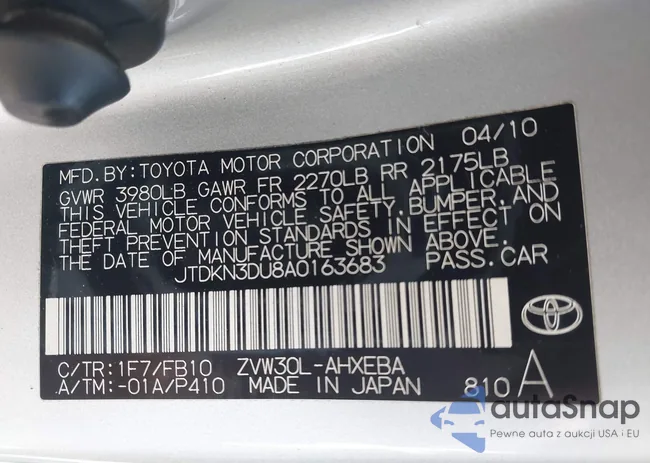 MFD.BY:TOYOTA MOTOR CORPORATION 04/10
GVWR 3980LB GAWR FR 2270LB RR 2175LB
THIS VEHICLE CONFORMS TO ALL APPLICABLE
FEDERAL MOTOR VEHICLE SAFETY,BUMPER,AND
THEFT PREVENTION STANDARDS IN EFFECT ON
THE DATE OF MANUFACTURE SHOWN ABOVE.
JTDKN3DU8A0163683 PASS.CAR
C/TR:1F7/FB10 ZVW30L-AHXEBA
A/TM:-01A/P410 MADE IN JAPAN 810 A
autaSnap
Pewne auta z aukcji USA i EU